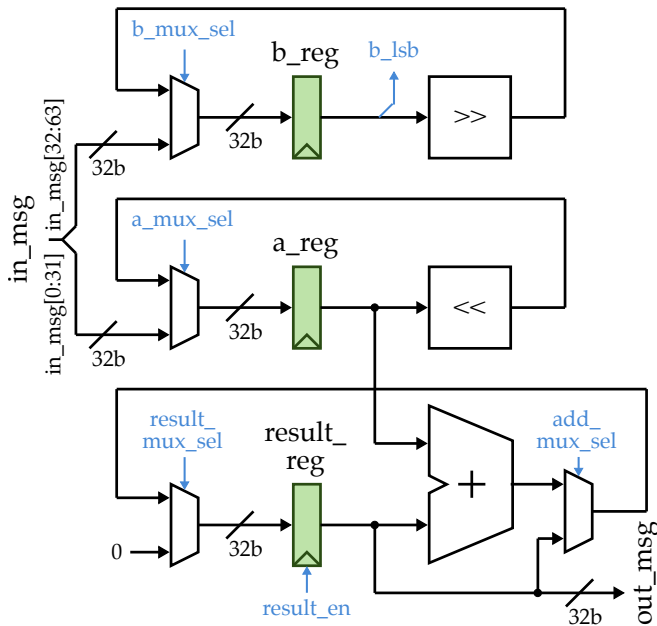 b_mux_sel
b_reg
b_lsb
>>
32b
32b
in_msg[32:63]
in_msg
in_msg[0:31]
a_mux_sel
a_reg
<<
32b
32b
result_
mux_sel
result_
reg
add_
mux_sel
+
0
32b
result_en
32b
out_msg